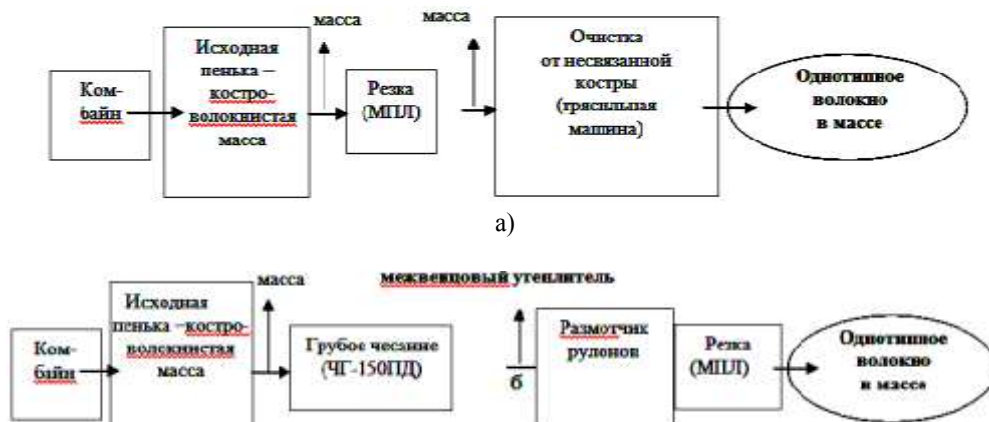 масса
масса
Ком-
байн
Исходная
пенька –
костро-
волокнистая
масса
Резка
(МПЛ)
Очистка
от несвязанной
костры
(трясильная
машина)
Однотипное
волокно
в массе
а)
масса
межвенцовый утеплитель
Ком-
байн
Исходная
пенька –костро-
волокнистая
масса
Грубое чесание
(ЧГ-150ПД)
б
Размотчик
рулонов
Резка
(МПЛ)
Однотипное
волокно
в массе